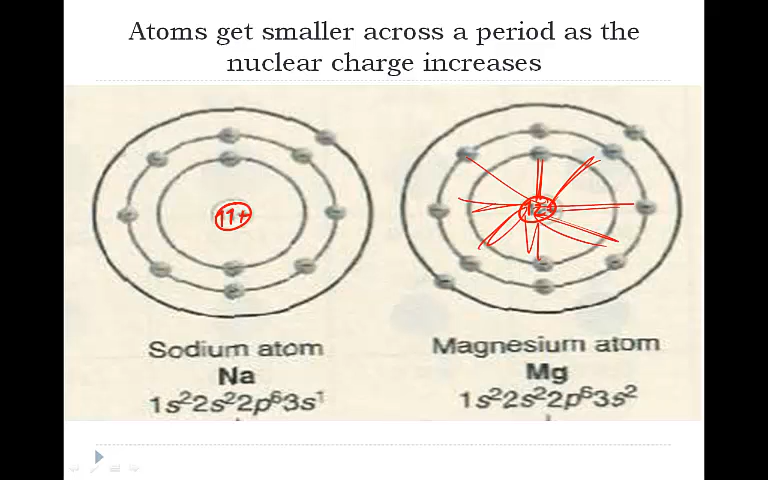 Atoms get smaller across a period as the
nuclear charge increases
11+
12+
Sodium atom
Magnesium atom
Na
Mg
1s²2s²2p⁶3s¹
1s²2s²2p⁶3s²